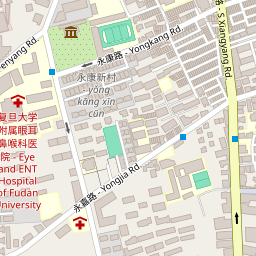 enyang Rd.
永康路 - Yongkang Rd.
S Xiangyang Rd.
永康新村
- yǒng
kāng xīn
cūn
复旦大学
附属眼耳
鼻喉科医
院 - Eye
and ENT
Hospital
of Fudan
University
永嘉路 - Yongjia Rd.